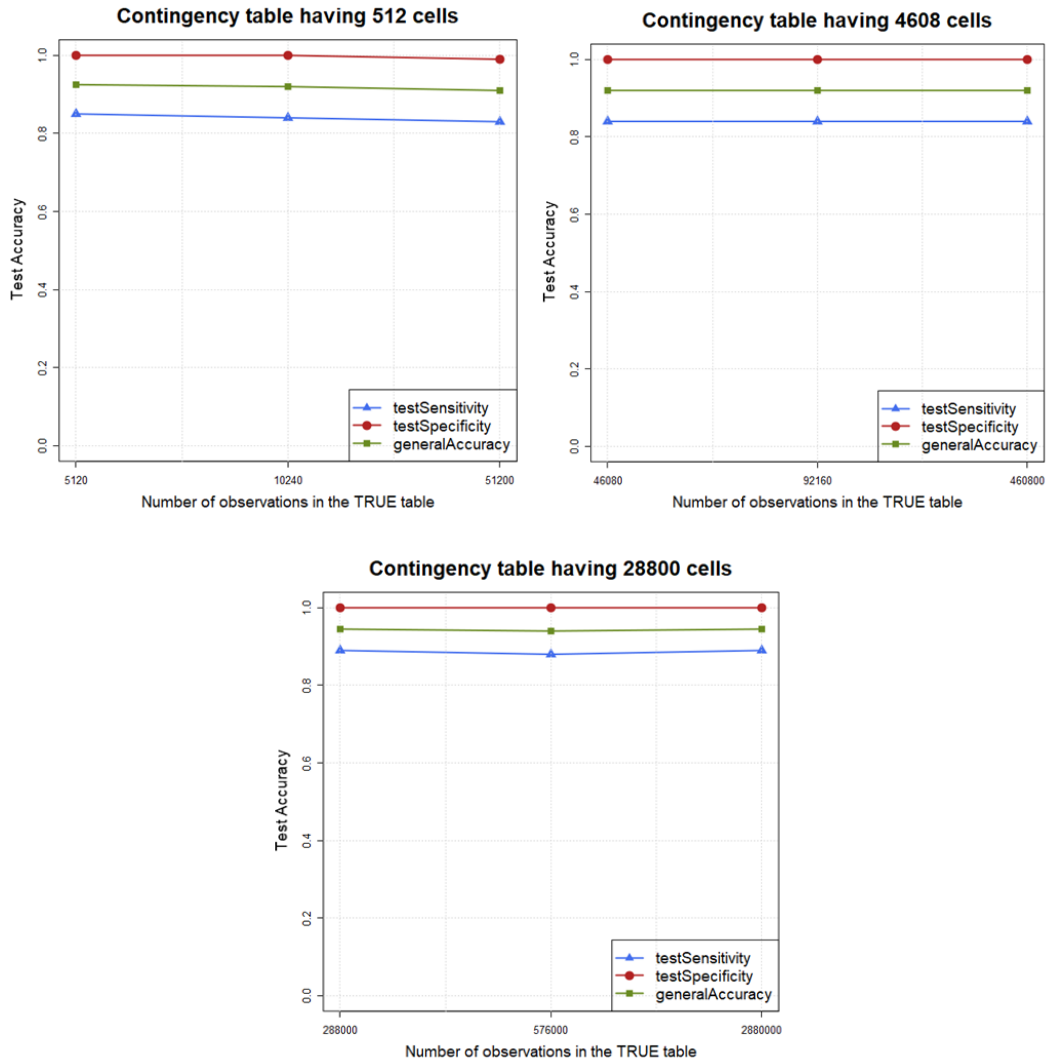 Contingency table having 512 cells
Test Accuracy
1.0
0.8
0.6
0.4
0.2
0.0
testSensitivity
testSpecificity
generalAccuracy
5120 10240 51200
Number of observations in the TRUE table
Contingency table having 4608 cells
Test Accuracy
1.0
0.8
0.6
0.4
0.2
0.0
testSensitivity
testSpecificity
generalAccuracy
46080 92160 460800
Number of observations in the TRUE table
Contingency table having 28800 cells
Test Accuracy
1.0
0.8
0.6
0.4
0.2
0.0
testSensitivity
testSpecificity
generalAccuracy
288000 576000 2880000
Number of observations in the TRUE table